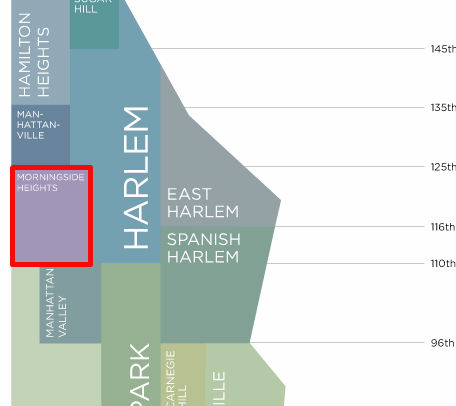 SUGAR
HILL
HAMILTON
HEIGHTS
145th
MAN-
HATTAN-
VILLE
135th
HARLEM
125th
MORNINGSIDE
HEIGHTS
EAST
HARLEM
116th
SPANISH
HARLEM
110th
MANHATTAN
VALLEY
96th
PARK
CARNEGIE
HILL
ILLE